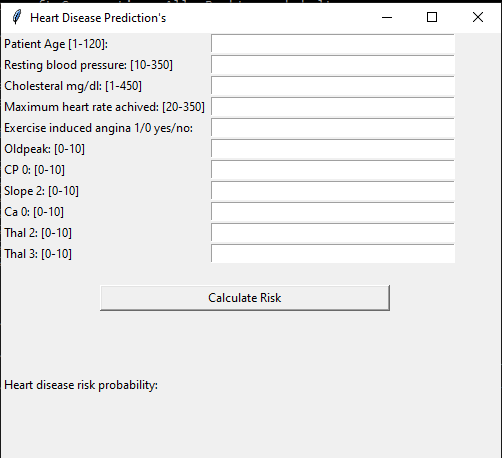 Heart Disease Prediction's
Patient Age [1-120]:
Resting blood pressure: [10-350]
Cholesteral mg/dl: [1-450]
Maximum heart rate achived: [20-350]
Exercise induced angina 1/0 yes/no:
Oldpeak: [0-10]
CP 0: [0-10]
Slope 2: [0-10]
Ca 0: [0-10]
Thal 2: [0-10]
Thal 3: [0-10]
Calculate Risk
Heart disease risk probability: